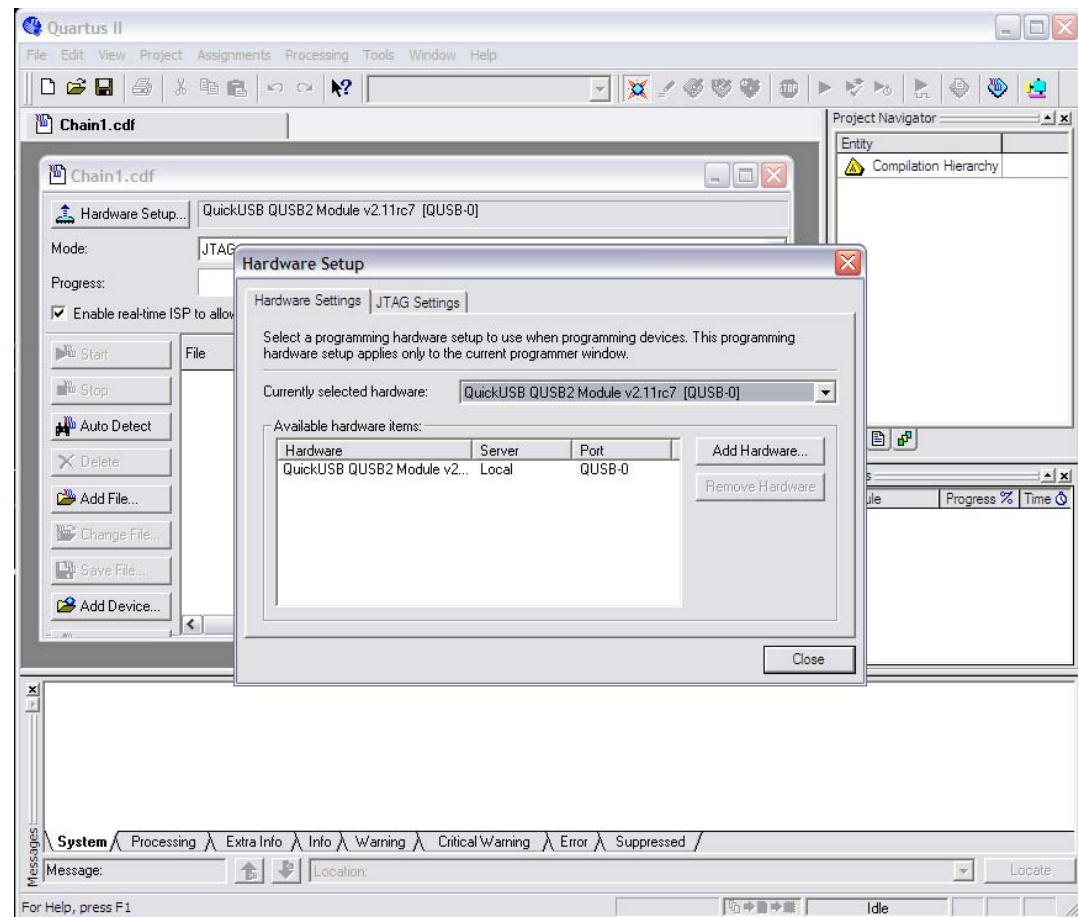 Quartus II
File Edit View Project Assignments Processing Tools Window Help
Chain1.cdf
Project Navigator
Entity
Compilation Hierarchy
Chain1.cdf
Hardware Setup... QuickUSB QUSB2 Module v2.11rc7 [QUSB-0]
Mode: JTAG
Progress:
Enable real-time ISP to allow
Start
File
Stop
Auto Detect
Delete
Add File...
Change File...
Save File...
Add Device...
Hardware Setup
Hardware Settings JTAG Settings
Select a programming hardware setup to use when programming devices. This programming
hardware setup applies only to the current programmer window.
Currently selected hardware: QuickUSB QUSB2 Module v2.11rc7 [QUSB-0]
Available hardware items:
Hardware Server Port
QuickUSB QUSB2 Module v2... Local QUSB-0
Add Hardware...
Remove Hardware
Close
Progress % Time
Messages
System Processing Extra Info Info Warning Critical Warning Error Suppressed
Message: Location: Locate
For Help, press F1 Idle